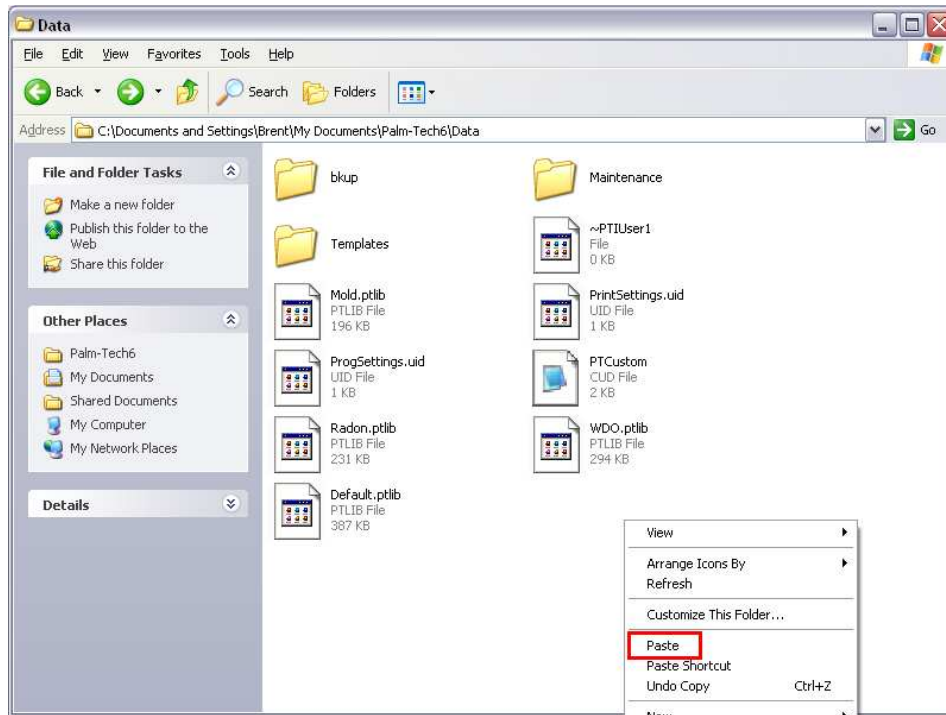 Data
File Edit View Favorites Tools Help
Back Search Folders
Address C:\Documents and Settings\Brent\My Documents\Palm-Tech6\Data Go
File and Folder Tasks
Make a new folder
Publish this folder to the
Web
Share this folder
Other Places
Palm-Tech6
My Documents
Shared Documents
My Computer
My Network Places
Details
bkup
Maintenance
Templates
~PTIUser1
File
0 KB
Mold.ptlib
PTLIB File
196 KB
PrintSettings.uid
UID File
1 KB
ProgSettings.uid
UID File
1 KB
PTCustom
CUD File
2 KB
Radon.ptlib
PTLIB File
231 KB
WDO.ptlib
PTLIB File
294 KB
Default.ptlib
PTLIB File
387 KB
View
Arrange Icons By
Refresh
Customize This Folder...
Paste
Paste Shortcut
Undo Copy Ctrl+Z
New